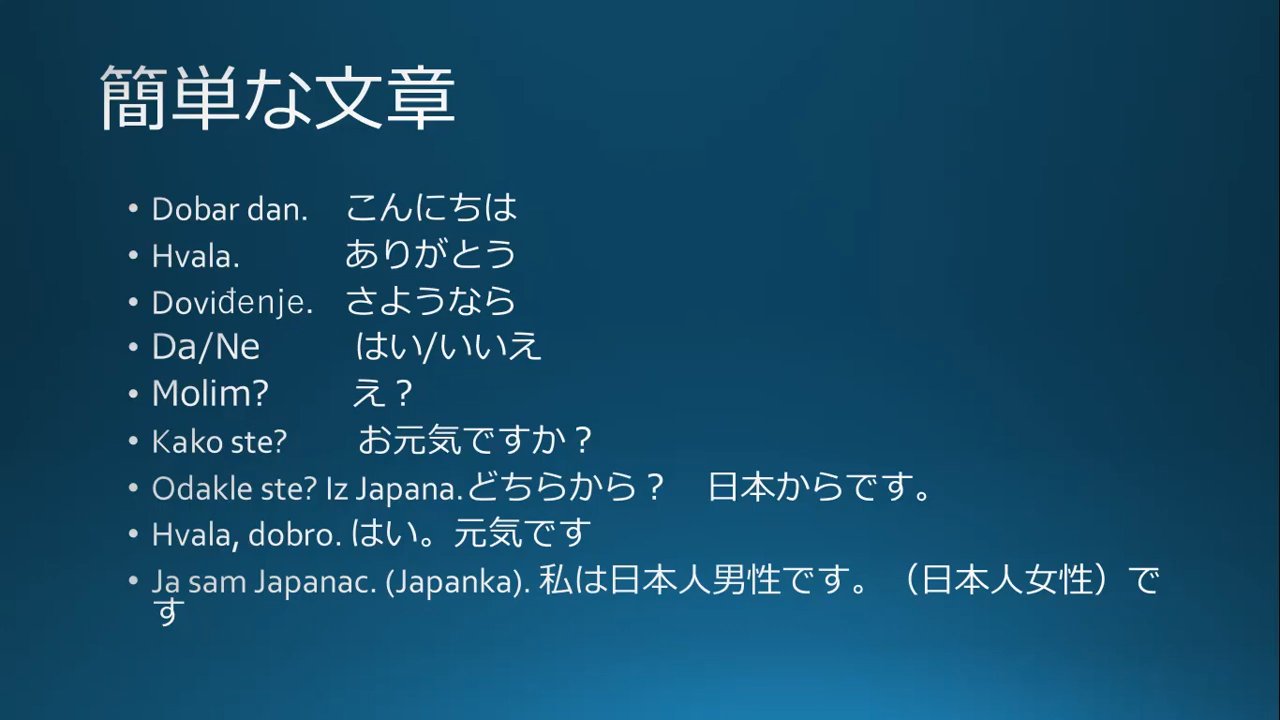 簡単な文章
• Dobar dan. こんにちは
• Hvala. ありがとう
• Doviđenje. さようなら
• Da/Ne はい/いいえ
• Molim? え？
• Kako ste? お元気ですか？
• Odakle ste? Iz Japana.どちらから？ 日本からです。
• Hvala, dobro. はい。元気です
• Ja sam Japanac. (Japanka). 私は日本人男性です。（日本人女性）で
す